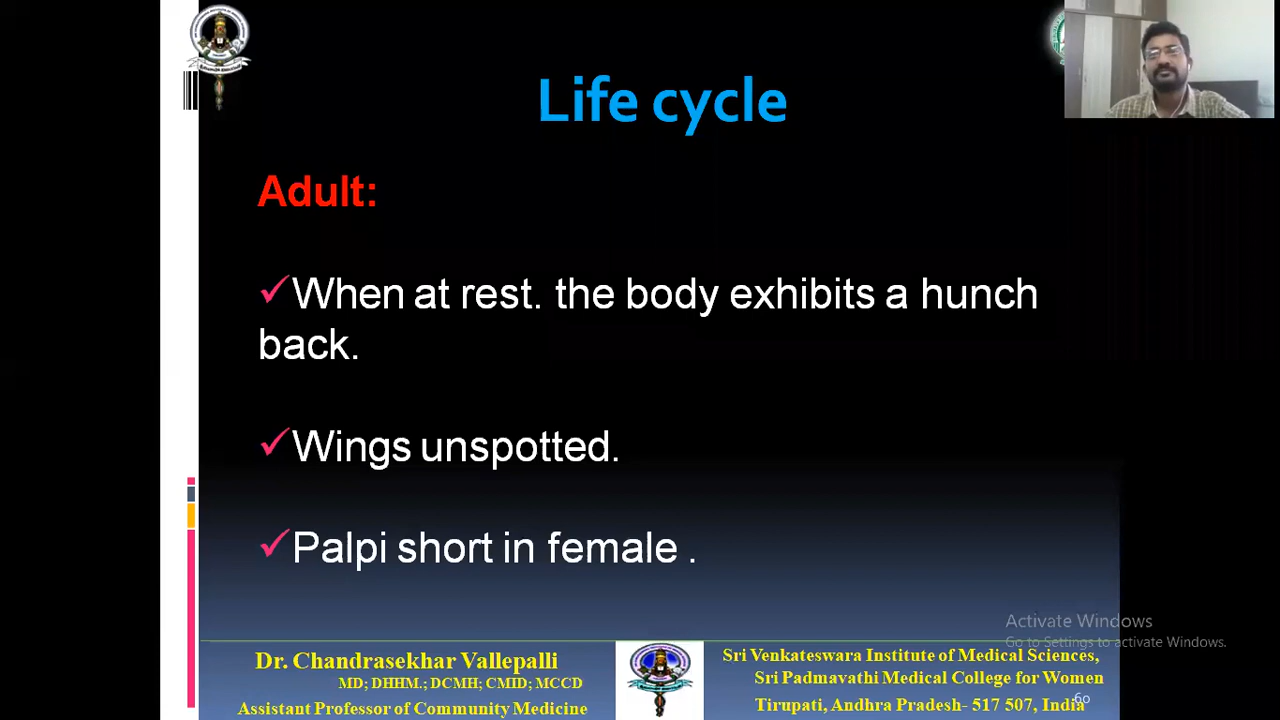 Life cycle
Adult:
✓When at rest. the body exhibits a hunch
back.
✓Wings unspotted.
✓Palpi short in female .
Activate Windows
Go to Settings to activate Windows.
Dr. Chandrasekhar Vallepalli
MD; DHHM.; DCMH; CMID; MCCD
Assistant Professor of Community Medicine
Sri Venkateswara Institute of Medical Sciences,
Sri Padmavathi Medical College for Women
Tirupati, Andhra Pradesh- 517 507, India
60